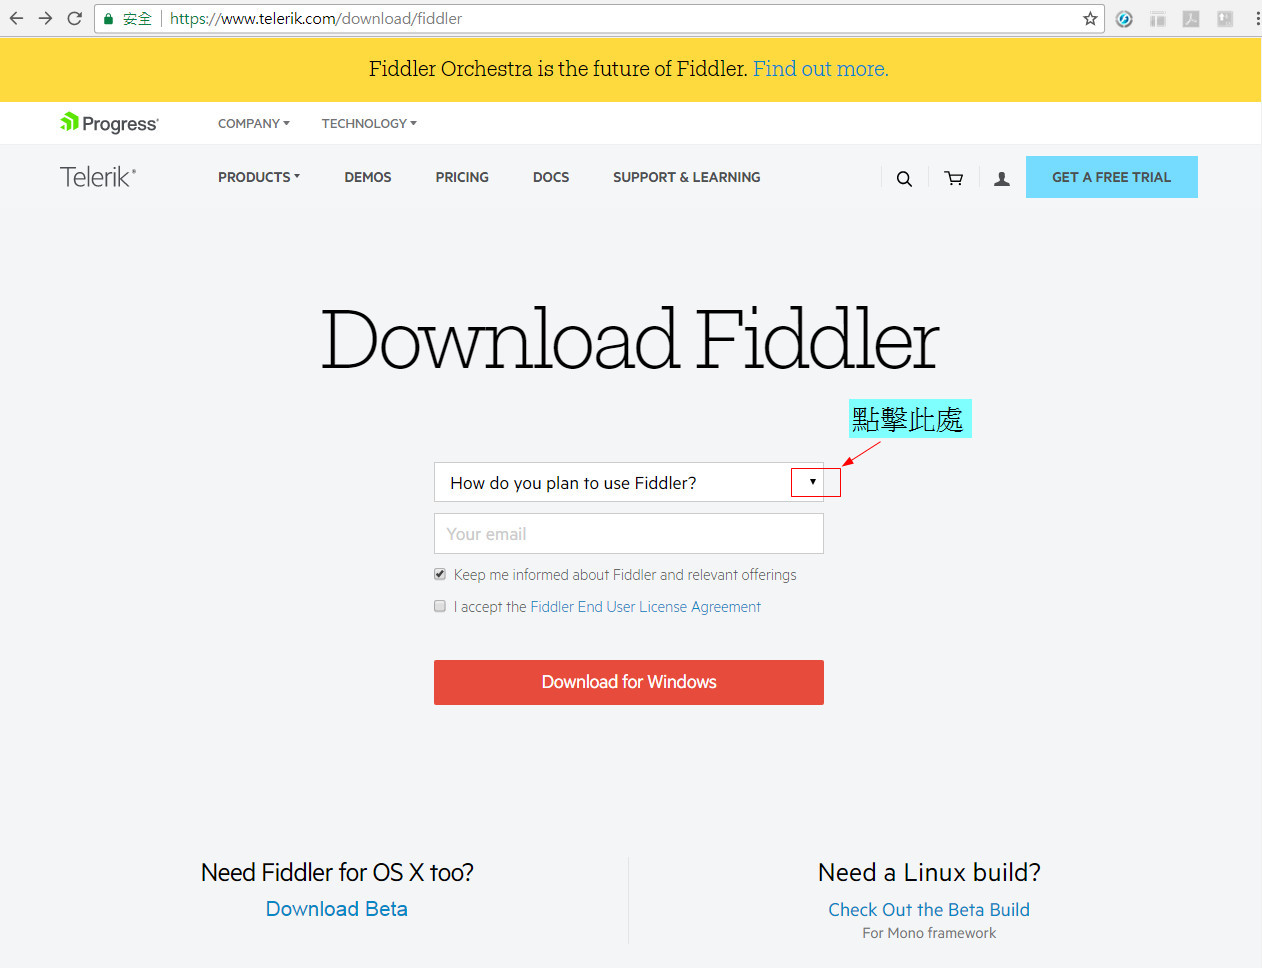 安全 https://www.telerik.com/download/fiddler
Fiddler Orchestra is the future of Fiddler. Find out more.
Progress®
COMPANY TECHNOLOGY
Telerik®
PRODUCTS DEMOS PRICING DOCS SUPPORT & LEARNING GET A FREE TRIAL
Download Fiddler
點擊此處
How do you plan to use Fiddler?
Your email
Keep me informed about Fiddler and relevant offerings
I accept the Fiddler End User License Agreement
Download for Windows
Need Fiddler for OS X too?
Download Beta
Need a Linux build?
Check Out the Beta Build
For Mono framework